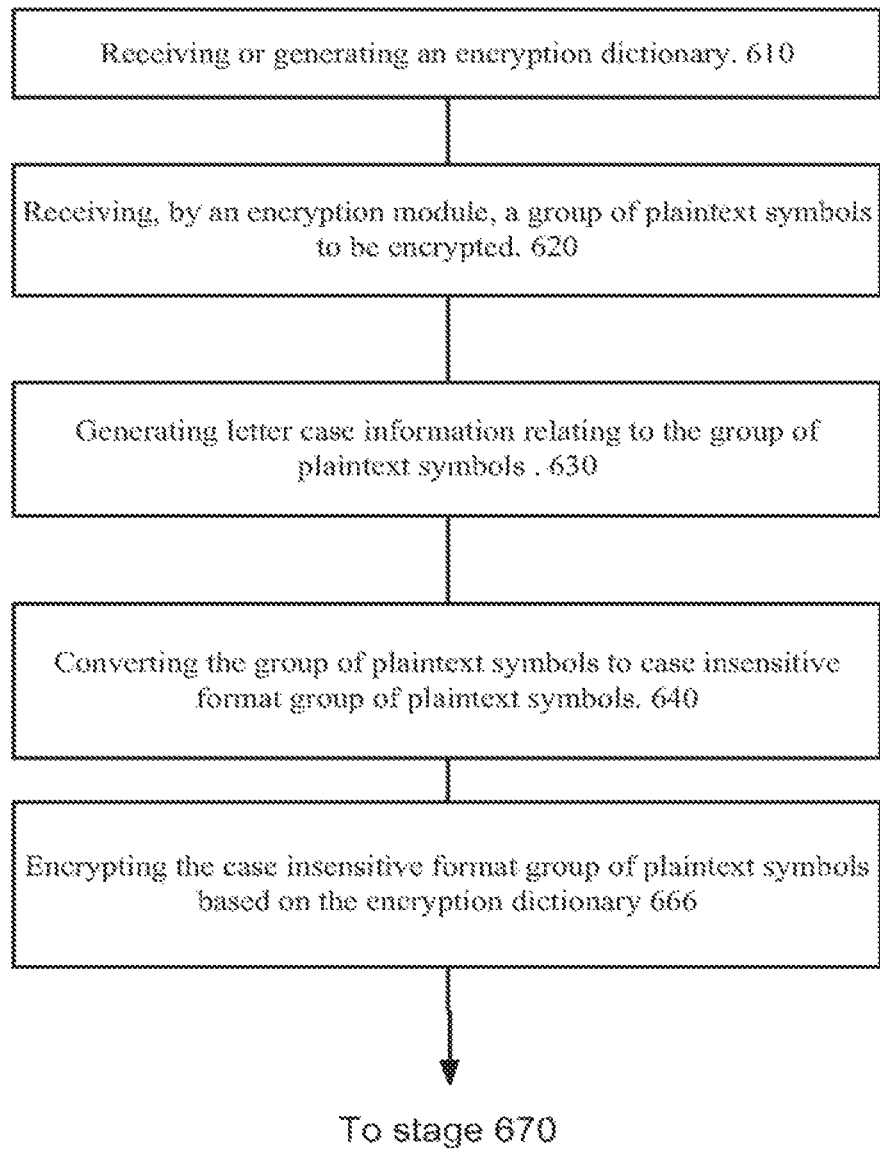 Receiving or generating an encryption dictionary. 610
Receiving, by an encryption module, a group of plaintext symbols
to be encrypted. 620
Generating letter case information relating to the group of
plaintext symbols . 630
Converting the group of plaintext symbols to case insensitive
format group of plaintext symbols. 640
Encrypting the case insensitive format group of plaintext symbols
based on the encryption dictionary 666
To stage 670